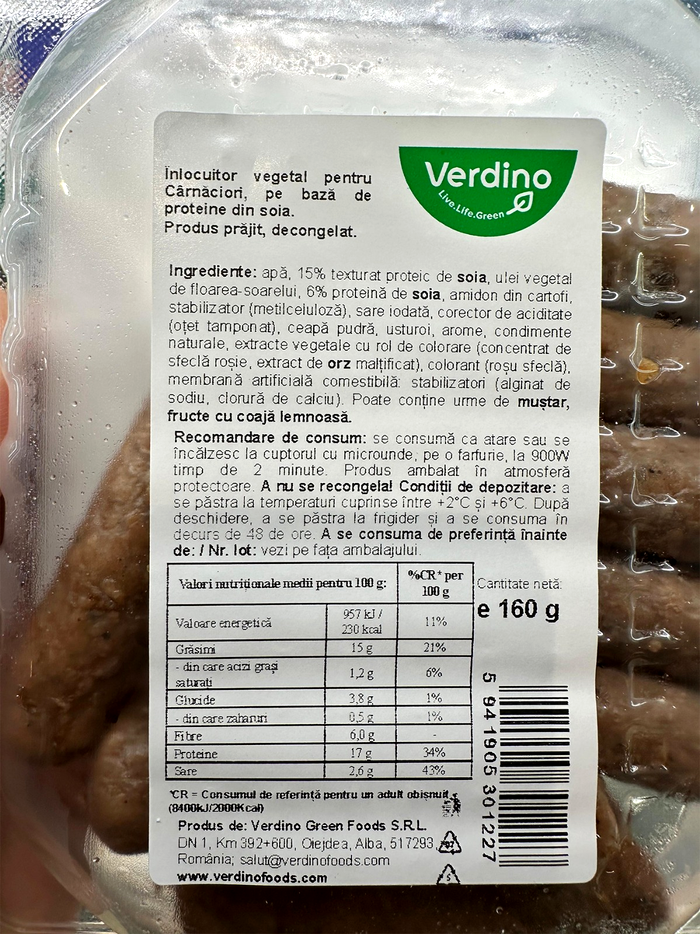 Înlocuitor vegetal pentru
Cârnăciori, pe bază de
proteine din soia.
Produs prăjit, decongelat.
Verdino
Live.Life.Green
Ingrediente: apă, 15% texturat proteic de soia, ulei vegetal
de floarea-soarelui, 6% proteină de soia, amidon din cartofi,
stabilizator (metilceluloză), sare iodată, corector de aciditate
(oțet tamponat), ceapă pudră, usturoi, arome, condimente
naturale, extracte vegetale cu rol de colorare (concentrat de
sfeclă roșie, extract de orz malțificat), colorant (roșu sfeclă),
membrană artificială comestibilă: stabilizatori (alginat de
sodiu, clorură de calciu). Poate conține urme de muștar,
fructe cu coajă lemnoasă.
Recomandare de consum: se consumă ca atare sau se
încălzesc la cuptorul cu microunde, pe o farfurie, la 900W
timp de 2 minute. Produs ambalat în atmosferă
protectoare. A nu se recongela! Condiții de depozitare: a
se păstra la temperaturi cuprinse între +2°C și +6°C. După
deschidere, a se păstra la frigider și a se consuma în
decurs de 48 de ore. A se consuma de preferință înainte
de: / Nr. lot: vezi pe fața ambalajului.
Valori nutriționale medii pentru 100 g: %CR* per 100 g
Valoare energetică 957 kJ / 230 kcal 11%
Grăsimi 15 g 21%
- din care acizi grași saturați 1,2 g 6%
Glucide 3,8 g 1%
- din care zaharuri 0,5 g 1%
Fibre 6,0 g -
Proteine 17 g 34%
Sare 2,6 g 43%
Cantitate netă:
e 160 g
5 941905 301227
*CR = Consumul de referință pentru un adult obișnuit
(8400kJ/2000Kcal)
Produs de: Verdino Green Foods S.R.L.
DN 1, Km 392+600, Oiejdea, Alba, 517293,
România; salut@verdinofoods.com
www.verdinofoods.com